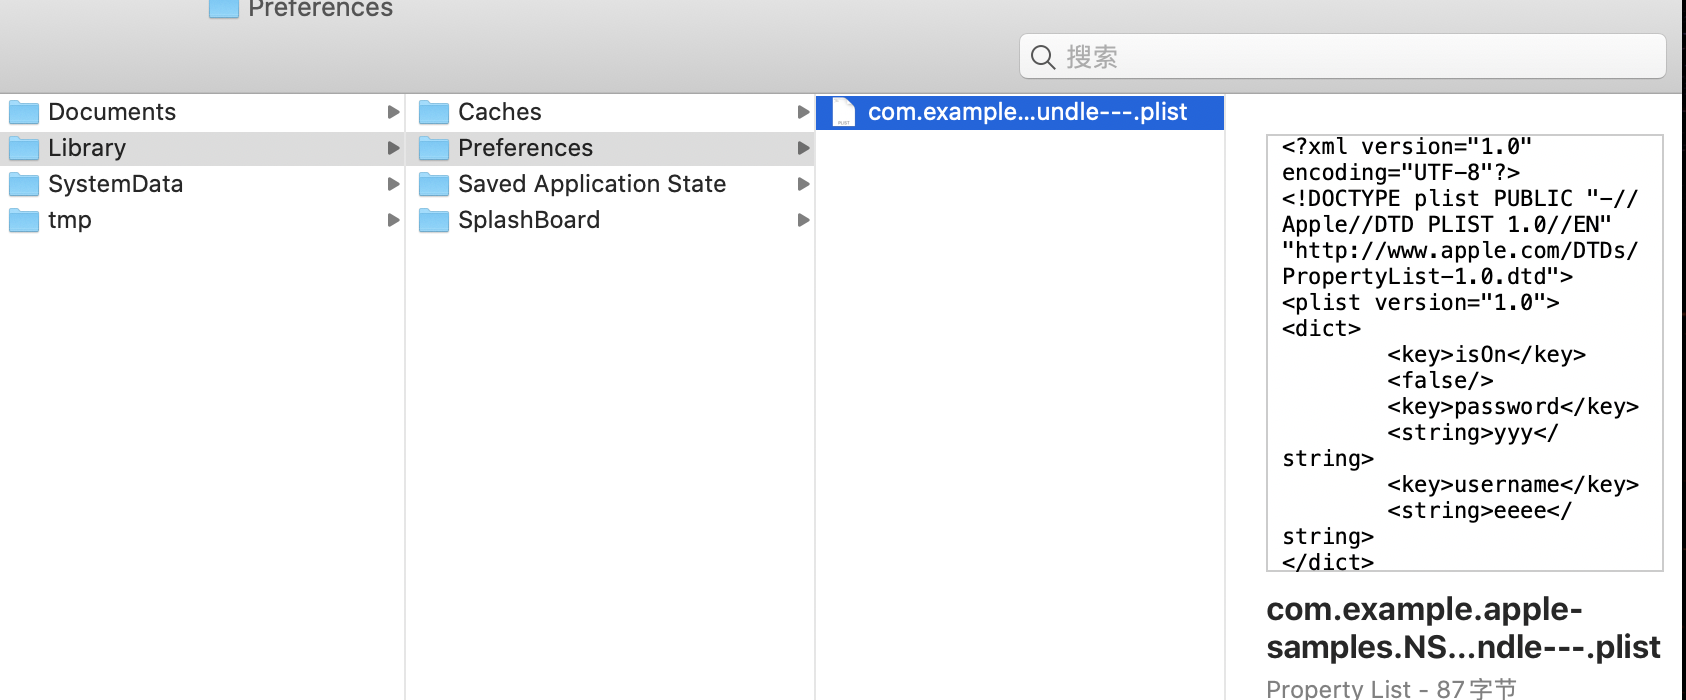 Preferences
搜索
Documents
Library
SystemData
tmp
Caches
Preferences
Saved Application State
SplashBoard
com.example...undle---.plist
<?xml version="1.0"
encoding="UTF-8"?>
<!DOCTYPE plist PUBLIC "-//
Apple//DTD PLIST 1.0//EN"
"http://www.apple.com/DTDs/
PropertyList-1.0.dtd">
<plist version="1.0">
<dict>
<key>isOn</key>
<false/>
<key>password</key>
<string>yyy</
string>
<key>username</key>
<string>eeee</
string>
</dict>
com.example.apple-
samples.NS...ndle---.plist
Property List - 87字节